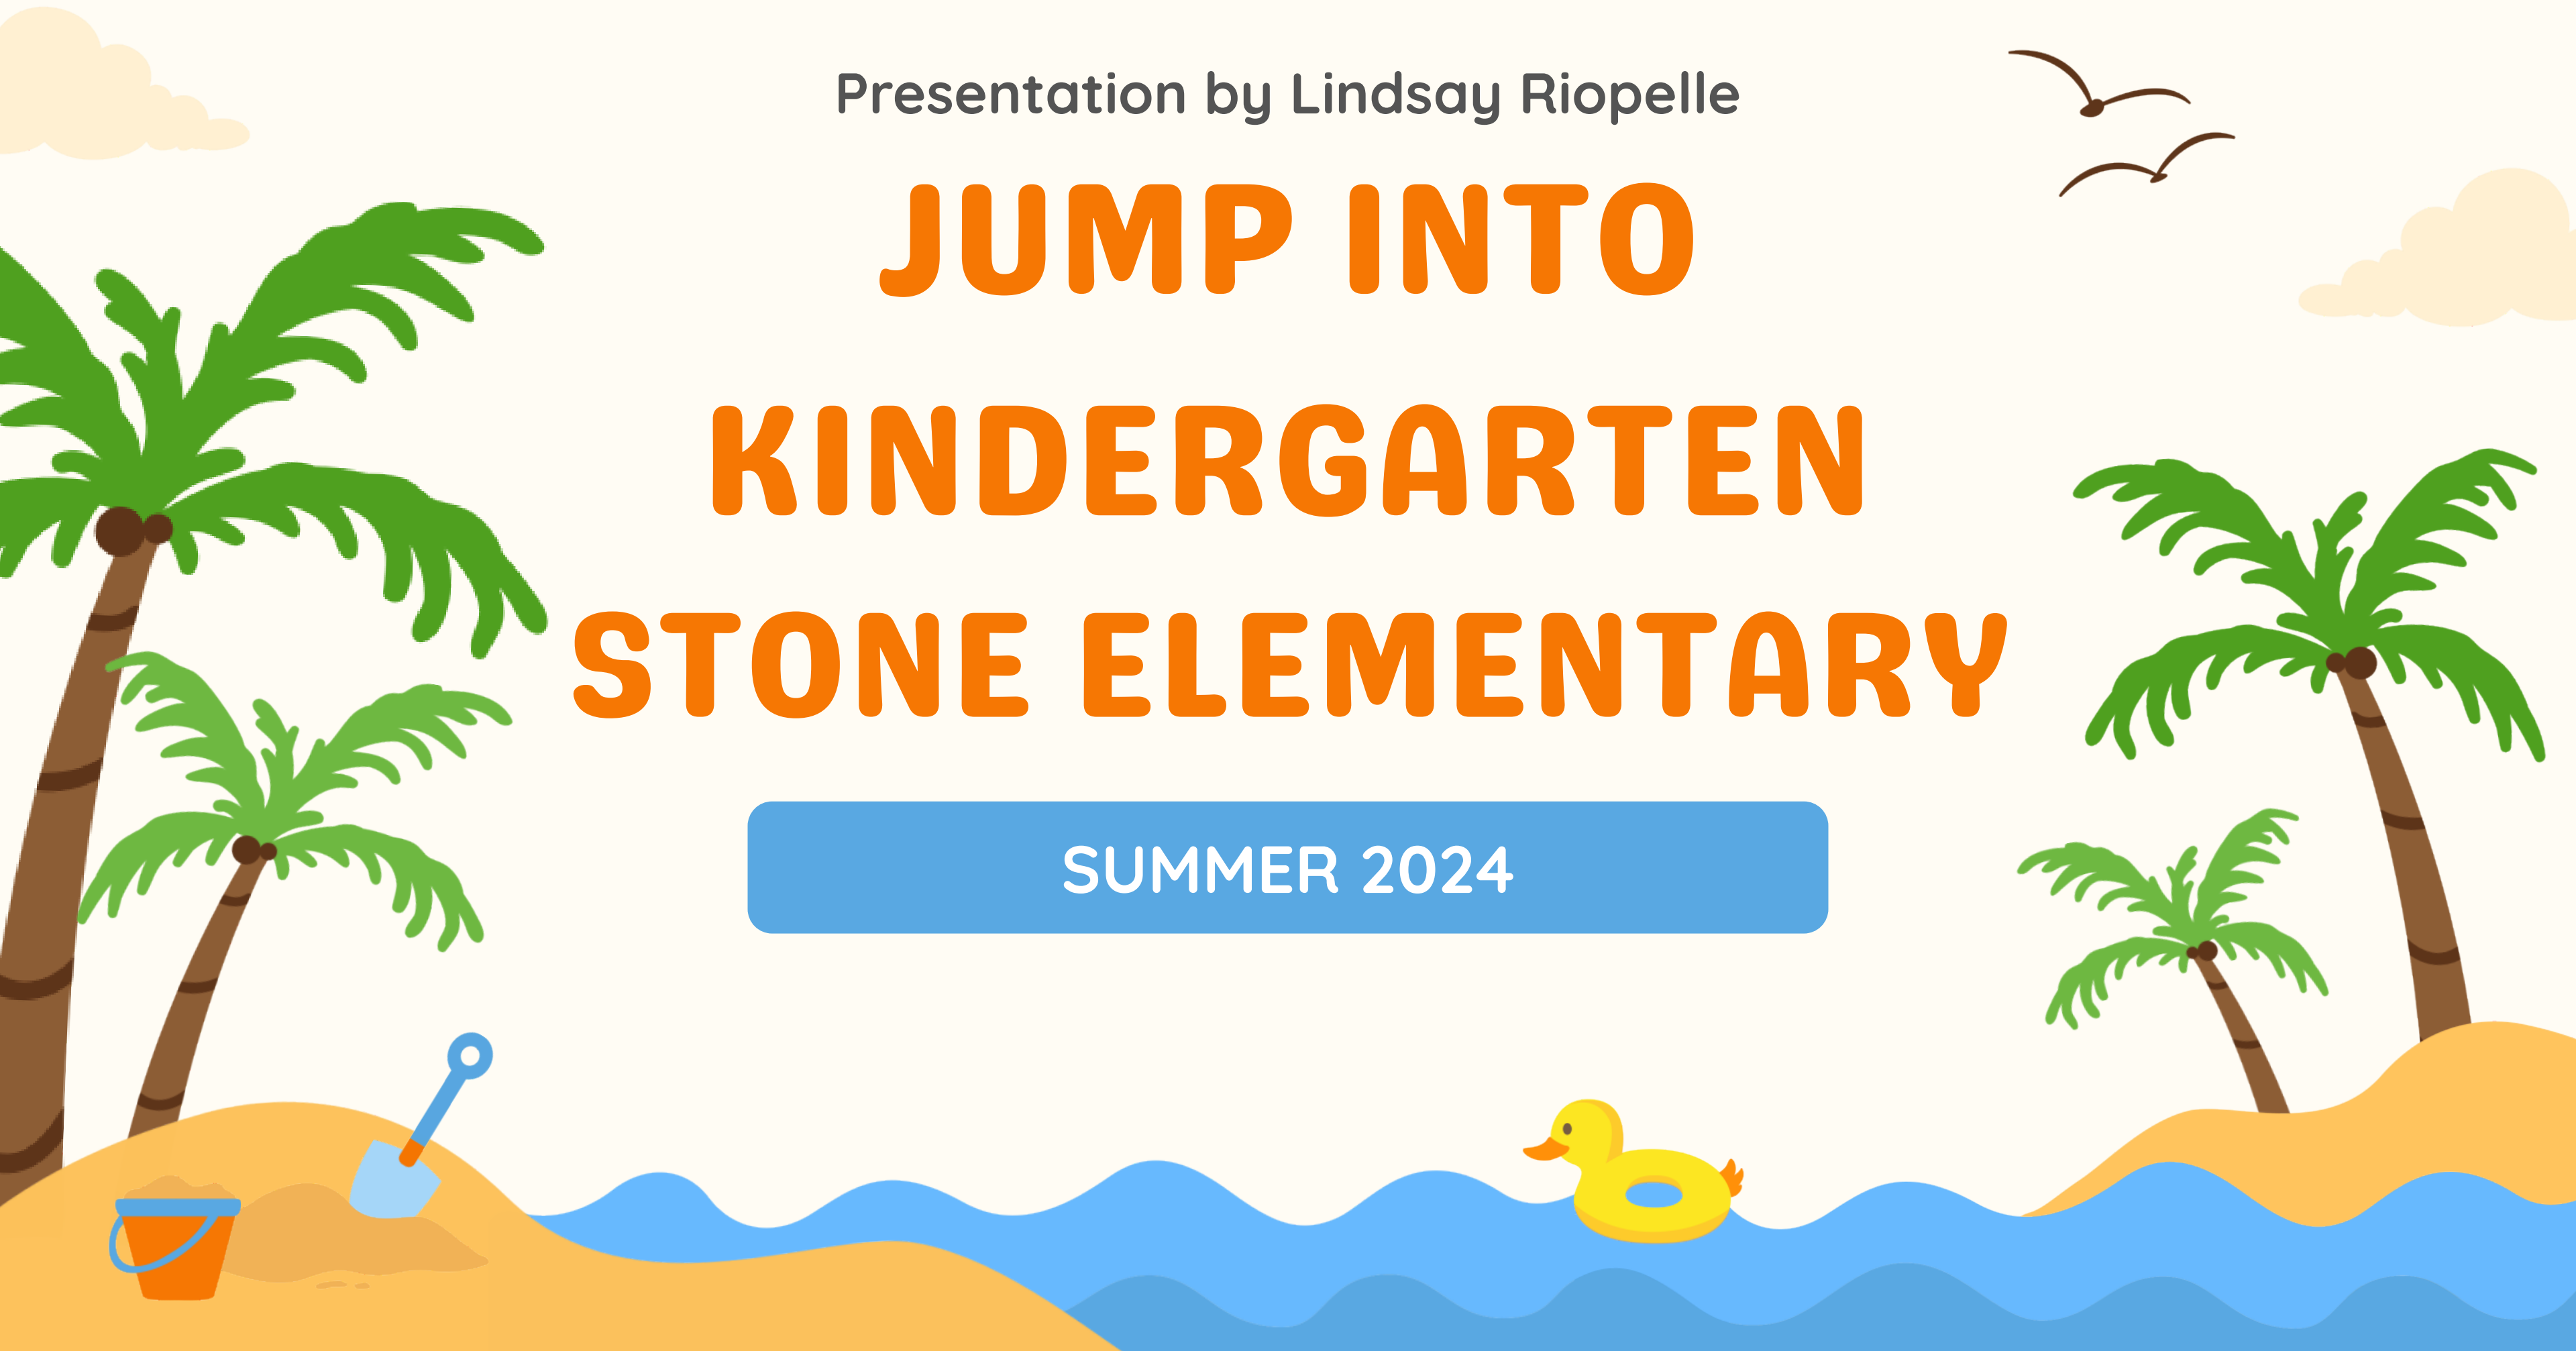 Presentation by Lindsay Riopelle
JUMP INTO
KINDERGARTEN
STONE ELEMENTARY
SUMMER 2024